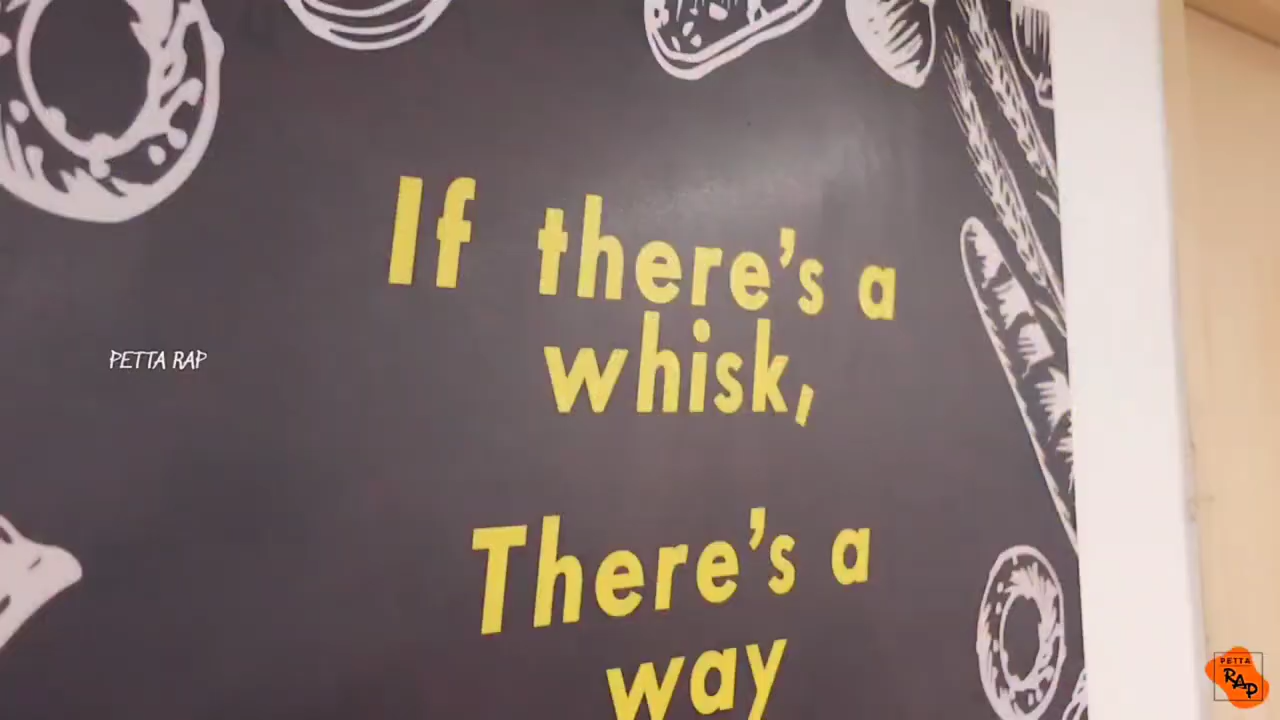 If there's a
whisk,
There's a
way
PETTA RAP
PETTA
RAP